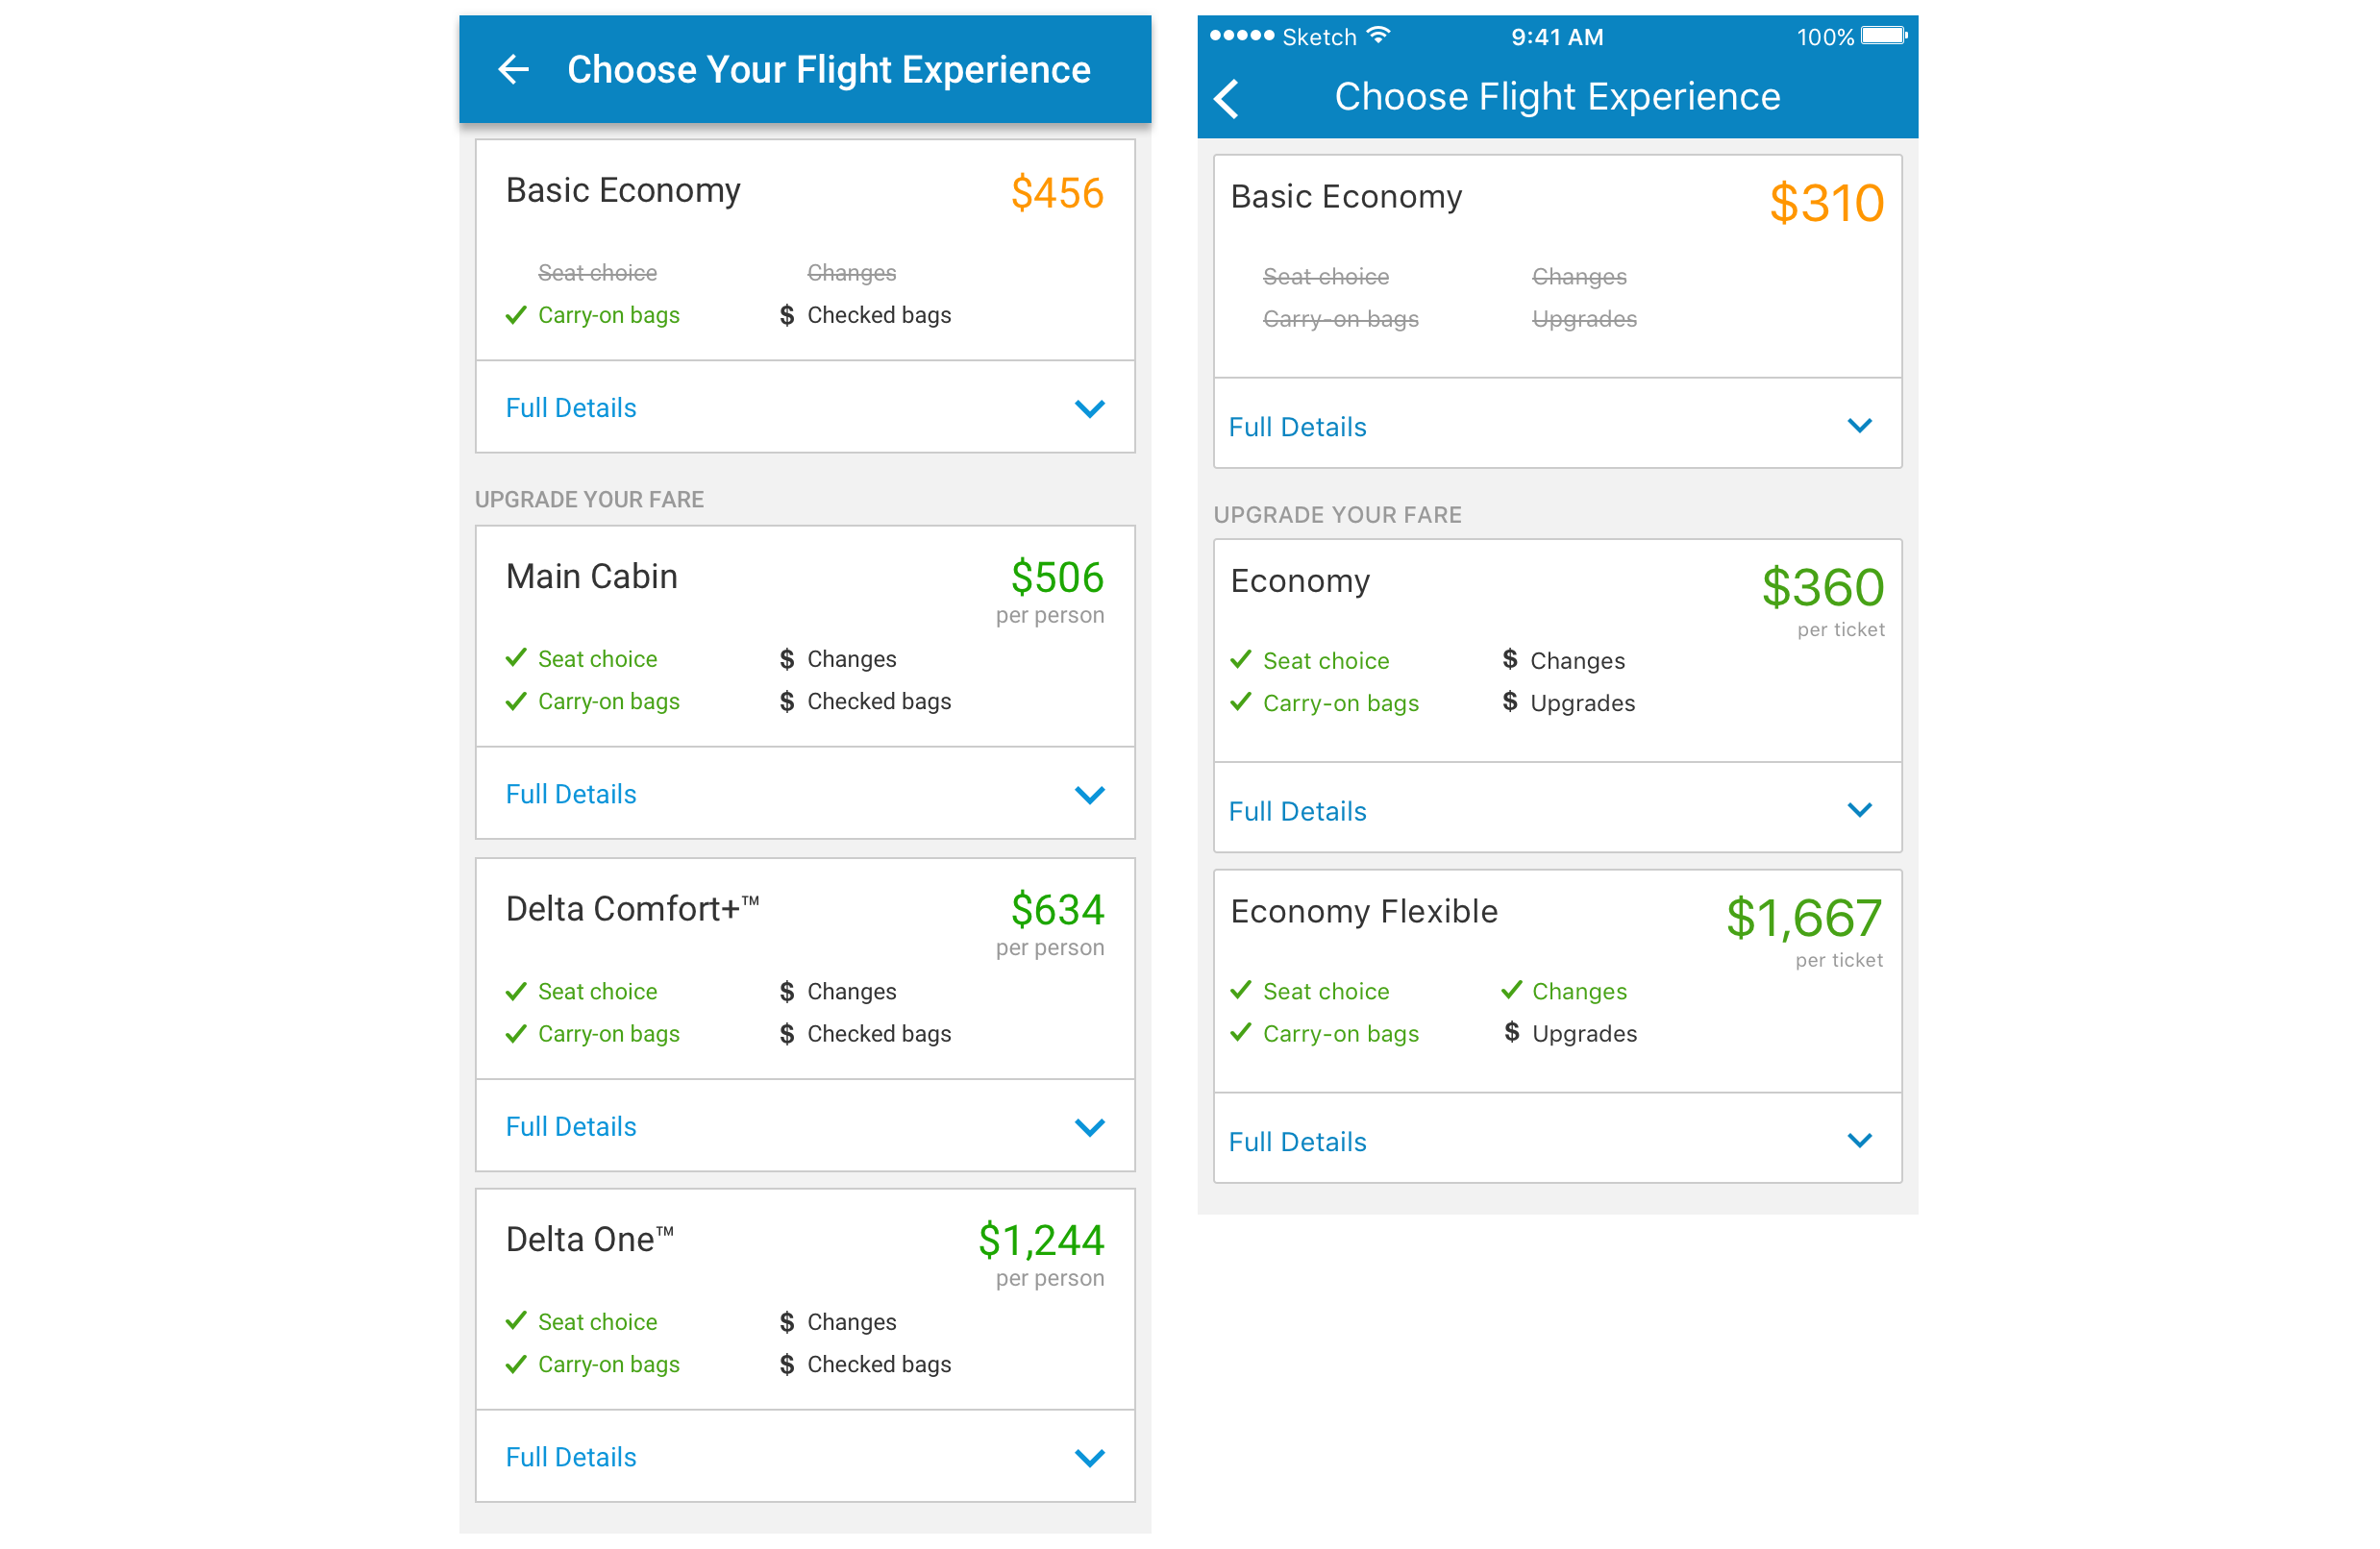 Choose Your Flight Experience
Basic Economy $456
Seat choice Changes
Carry-on bags $ Checked bags
Full Details
UPGRADE YOUR FARE
Main Cabin $506
per person
Seat choice $ Changes
Carry-on bags $ Checked bags
Full Details
Delta Comfort+™ $634
per person
Seat choice $ Changes
Carry-on bags $ Checked bags
Full Details
Delta One™ $1,244
per person
Seat choice $ Changes
Carry-on bags $ Checked bags
Full Details
Sketch 9:41 AM 100%
Choose Flight Experience
Basic Economy $310
Seat choice Changes
Carry-on bags Upgrades
Full Details
UPGRADE YOUR FARE
Economy $360
per ticket
Seat choice $ Changes
Carry-on bags $ Upgrades
Full Details
Economy Flexible $1,667
per ticket
Seat choice Changes
Carry-on bags $ Upgrades
Full Details